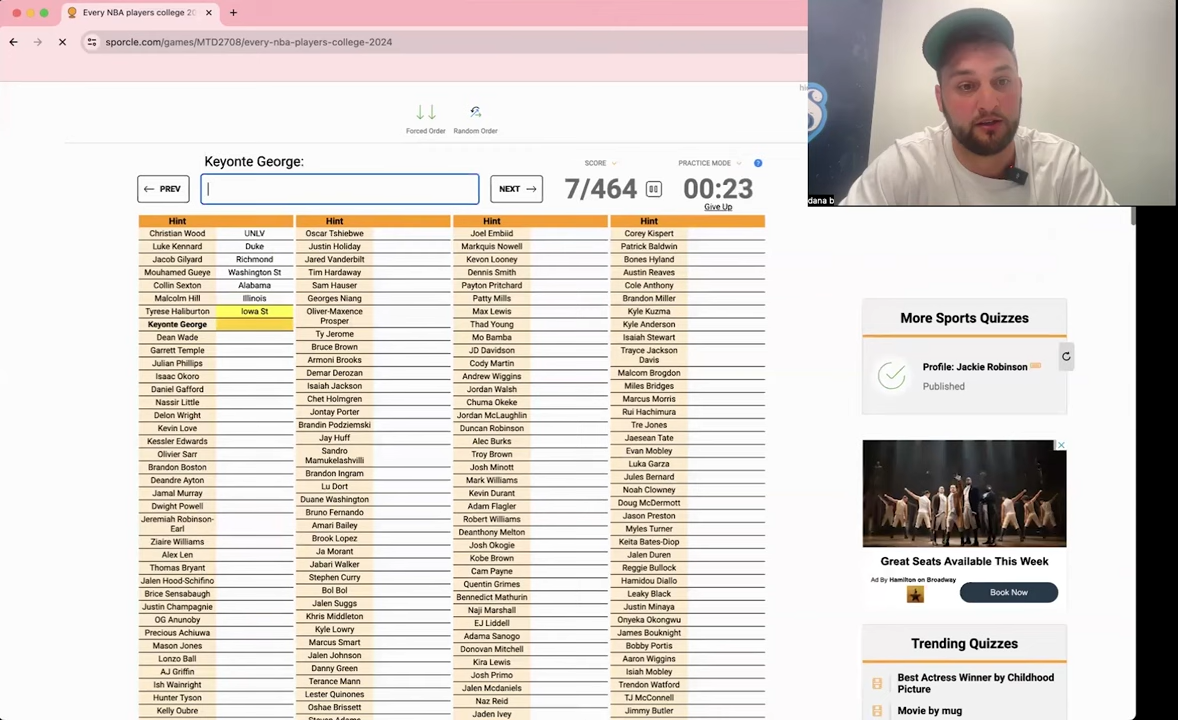 Every NBA players college 20
sporcle.com/games/MTD2708/every-nba-players-college-2024
Forced Order
Random Order
Keyonte George:
SCORE
PRACTICE MODE
PREV
NEXT
7/464
00:23
Give Up
dana b
Hint
Christian Wood UNLV
Luke Kennard Duke
Jacob Gilyard Richmond
Mouhamed Gueye Washington St
Collin Sexton Alabama
Malcolm Hill Illinois
Tyrese Haliburton Iowa St
Keyonte George
Dean Wade
Garrett Temple
Julian Phillips
Isaac Okoro
Daniel Gafford
Nassir Little
Delon Wright
Kevin Love
Kessler Edwards
Olivier Sarr
Brandon Boston
Deandre Ayton
Jamal Murray
Dwight Powell
Jeremiah Robinson-
Earl
Ziaire Williams
Alex Len
Thomas Bryant
Jalen Hood-Schifino
Brice Sensabaugh
Justin Champagnie
OG Anunoby
Precious Achiuwa
Mason Jones
Lonzo Ball
AJ Griffin
Ish Wainright
Hunter Tyson
Kelly Oubre
Hint
Oscar Tshiebwe
Justin Holiday
Jared Vanderbilt
Tim Hardaway
Sam Hauser
Georges Niang
Oliver-Maxence
Prosper
Ty Jerome
Bruce Brown
Armoni Brooks
Demar Derozan
Isaiah Jackson
Chet Holmgren
Jontay Porter
Brandin Podziemski
Jay Huff
Sandro
Mamukelashvilli
Brandon Ingram
Lu Dort
Duane Washington
Bruno Fernando
Amari Bailey
Brook Lopez
Ja Morant
Jabari Walker
Stephen Curry
Bol Bol
Jalen Suggs
Khris Middleton
Kyle Lowry
Marcus Smart
Jalen Johnson
Danny Green
Terance Mann
Lester Quinones
Oshae Brissett
Steven Adams
Hint
Joel Embiid
Markquis Nowell
Kevon Looney
Dennis Smith
Payton Pritchard
Patty Mills
Max Lewis
Thad Young
Mo Bamba
JD Davidson
Cody Martin
Andrew Wiggins
Jordan Walsh
Chuma Okeke
Jordan McLaughlin
Duncan Robinson
Alec Burks
Troy Brown
Josh Minott
Mark Williams
Kevin Durant
Adam Flagler
Robert Williams
Deanthony Melton
Josh Okogie
Kobe Brown
Cam Payne
Quentin Grimes
Bennedict Mathurin
Naji Marshall
EJ Liddell
Adama Sanogo
Donovan Mitchell
Kira Lewis
Josh Primo
Jalen Mcdaniels
Naz Reid
Jaden Ivey
Hint
Corey Kispert
Patrick Baldwin
Bones Hyland
Austin Reaves
Cole Anthony
Brandon Miller
Kyle Kuzma
Kyle Anderson
Isaiah Stewart
Trayce Jackson
Davis
Malcom Brogdon
Miles Bridges
Marcus Morris
Rui Hachimura
Tre Jones
Jaesean Tate
Evan Mobley
Luka Garza
Jules Bernard
Noah Clowney
Doug McDermott
Jason Preston
Myles Turner
Keita Bates-Diop
Jalen Duren
Reggie Bullock
Hamidou Diallo
Leaky Black
Justin Minaya
Onyeka Okongwu
James Bouknight
Bobby Portis
Aaron Wiggins
Isiah Mobley
Trendon Watford
TJ McConnell
Jimmy Butler
More Sports Quizzes
Profile: Jackie Robinson
Published
Great Seats Available This Week
Ad By Hamilton on Broadway
Book Now
Trending Quizzes
Best Actress Winner by Childhood
Picture
Movie by mug